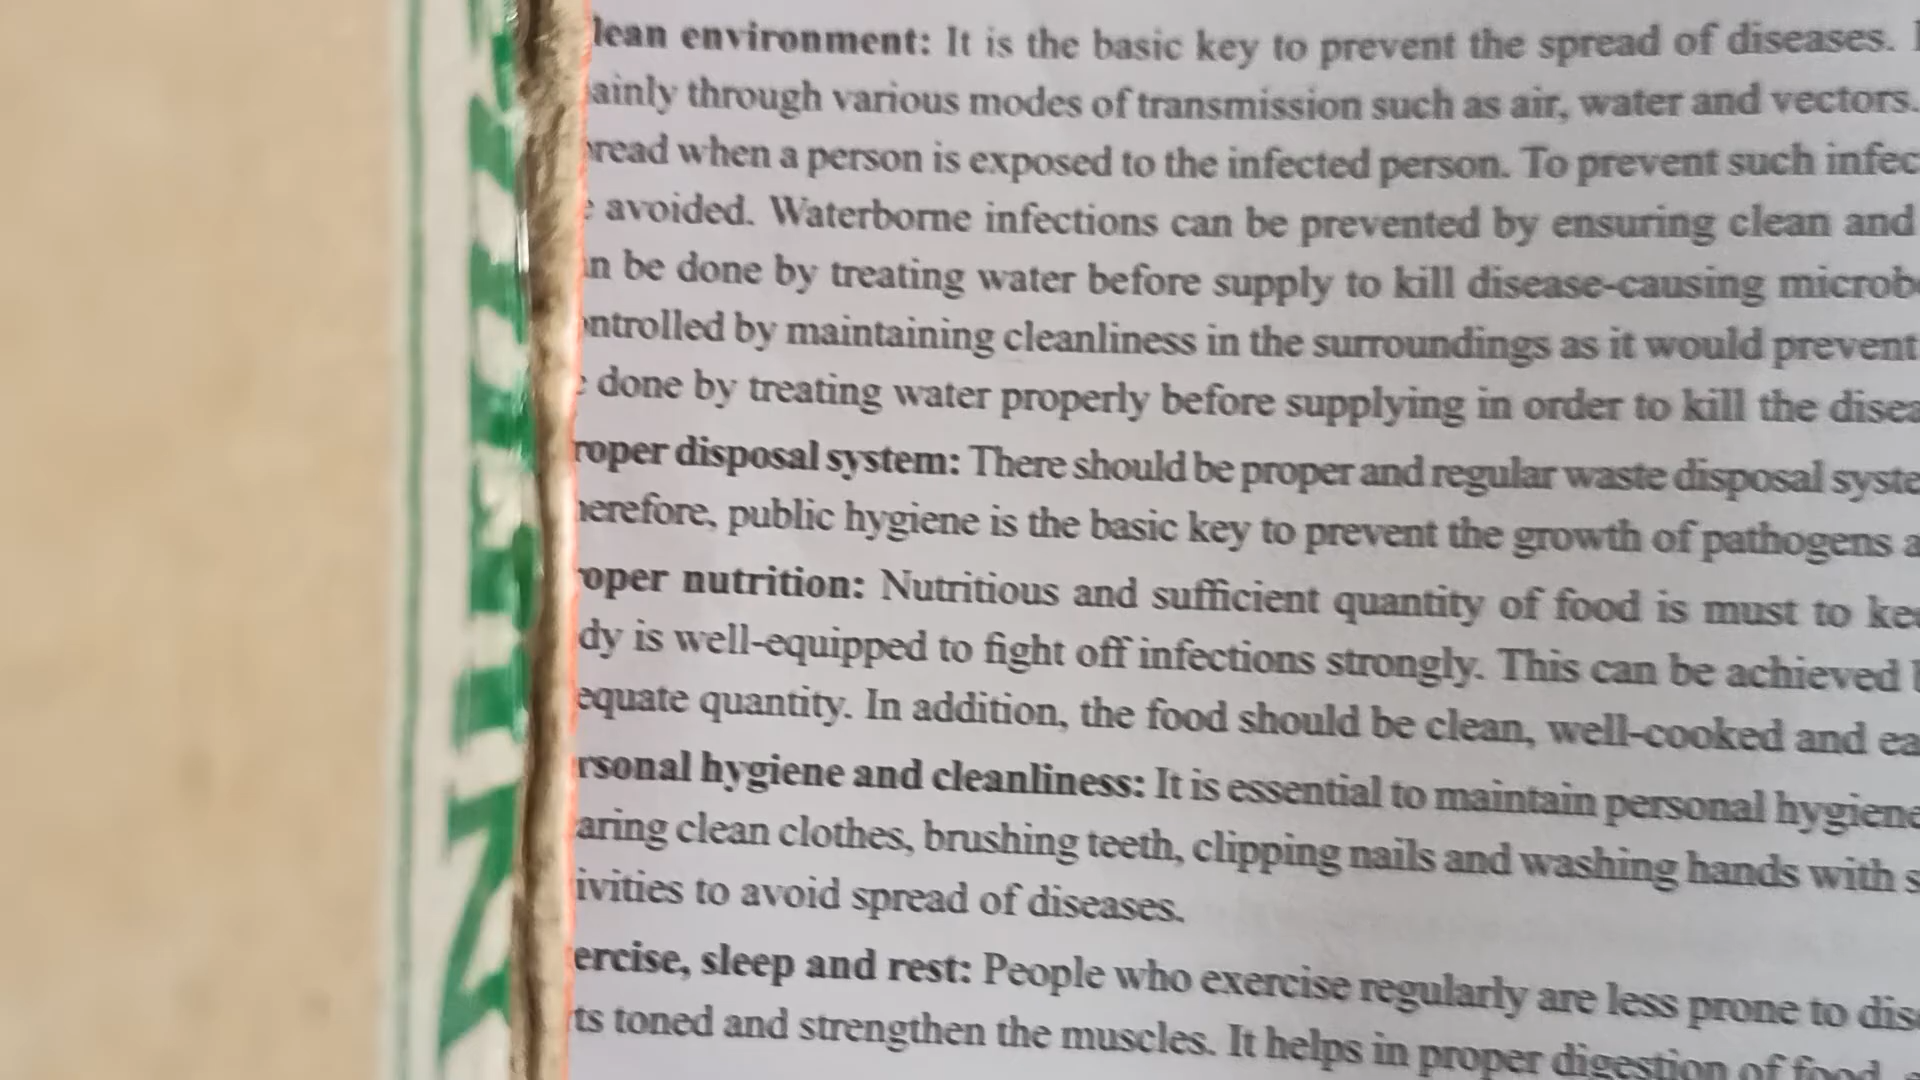 lean environment: It is the basic key to prevent the spread of diseases.
ainly through various modes of transmission such as air, water and vectors.
read when a person is exposed to the infected person. To prevent such infec
avoided. Waterborne infections can be prevented by ensuring clean and
n be done by treating water before supply to kill disease-causing microb
ntrolled by maintaining cleanliness in the surroundings as it would prevent
done by treating water properly before supplying in order to kill the disea
roper disposal system: There should be proper and regular waste disposal syste
herefore, public hygiene is the basic key to prevent the growth of pathogens a
oper nutrition: Nutritious and sufficient quantity of food is must to kee
dy is well-equipped to fight off infections strongly. This can be achieved
equate quantity. In addition, the food should be clean, well-cooked and ea
rsonal hygiene and cleanliness: It is essential to maintain personal hygiene
aring clean clothes, brushing teeth, clipping nails and washing hands with s
ivities to avoid spread of diseases.
ercise, sleep and rest: People who exercise regularly are less prone to dise
ts toned and strengthen the muscles. It helps in proper digestion of food